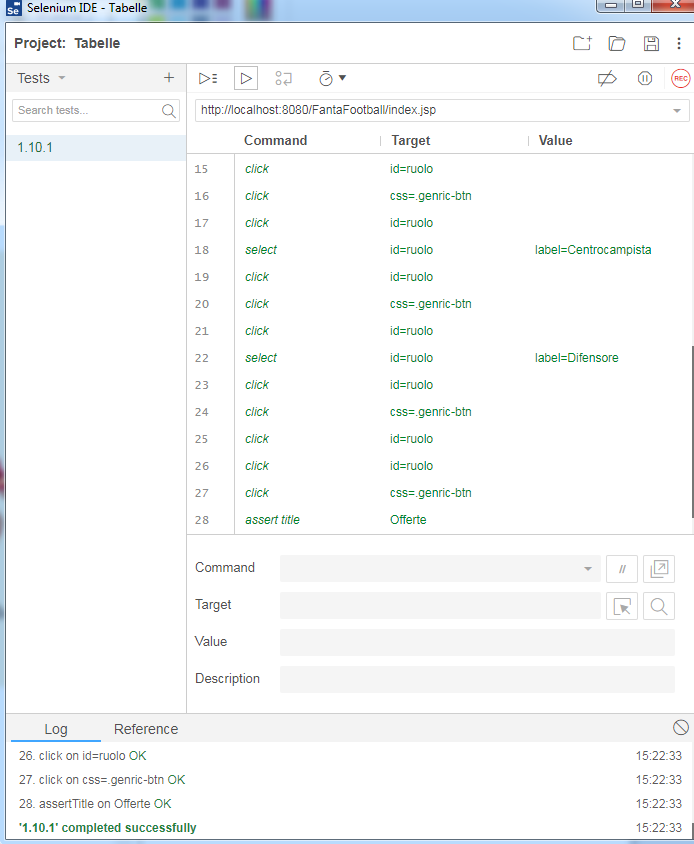 Se Selenium IDE - Tabelle
Project: Tabelle
Tests +
Search tests...
1.10.1
REC
http://localhost:8080/FantaFootball/index.jsp
Command Target Value
15 click id=ruolo
16 click css=.genric-btn
17 click id=ruolo
18 select id=ruolo label=Centrocampista
19 click id=ruolo
20 click css=.genric-btn
21 click id=ruolo
22 select id=ruolo label=Difensore
23 click id=ruolo
24 click css=.genric-btn
25 click id=ruolo
26 click id=ruolo
27 click css=.genric-btn
28 assert title Offerte
Command //
Target
Value
Description
Log Reference
26. click on id=ruolo OK 15:22:33
27. click on css=.genric-btn OK 15:22:33
28. assertTitle on Offerte OK 15:22:33
'1.10.1' completed successfully 15:22:33